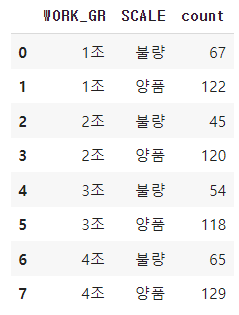 WORK_GR SCALE count
0 1조 불량 67
1 1조 양품 122
2 2조 불량 45
3 2조 양품 120
4 3조 불량 54
5 3조 양품 118
6 4조 불량 65
7 4조 양품 129